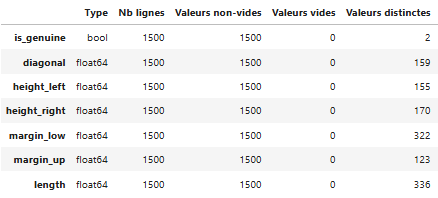 Type Nb lignes Valeurs non-vides Valeurs vides Valeurs distinctes
is_genuine bool 1500 1500 0 2
diagonal float64 1500 1500 0 159
height_left float64 1500 1500 0 155
height_right float64 1500 1500 0 170
margin_low float64 1500 1500 0 322
margin_up float64 1500 1500 0 123
length float64 1500 1500 0 336